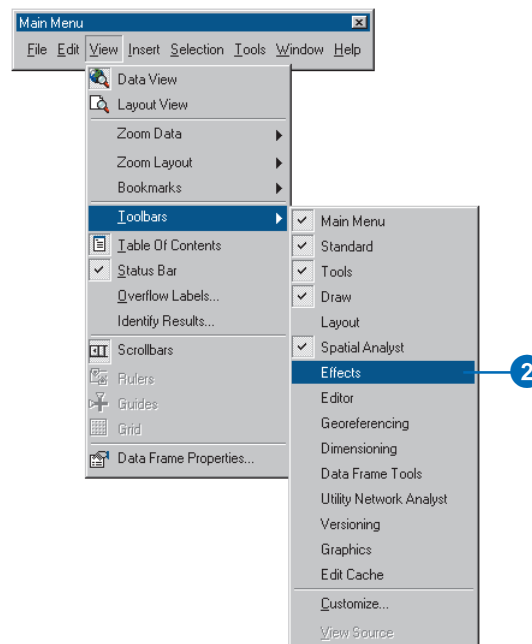 Main Menu
File Edit View Insert Selection Tools Window Help
Data View
Layout View
Zoom Data
Zoom Layout
Bookmarks
Toolbars
Table Of Contents
Status Bar
Overflow Labels...
Identify Results...
Scrollbars
Rulers
Guides
Grid
Data Frame Properties...
Main Menu
Standard
Tools
Draw
Layout
Spatial Analyst
Effects
2
Editor
Georeferencing
Dimensioning
Data Frame Tools
Utility Network Analyst
Versioning
Graphics
Edit Cache
Customize...
View Source